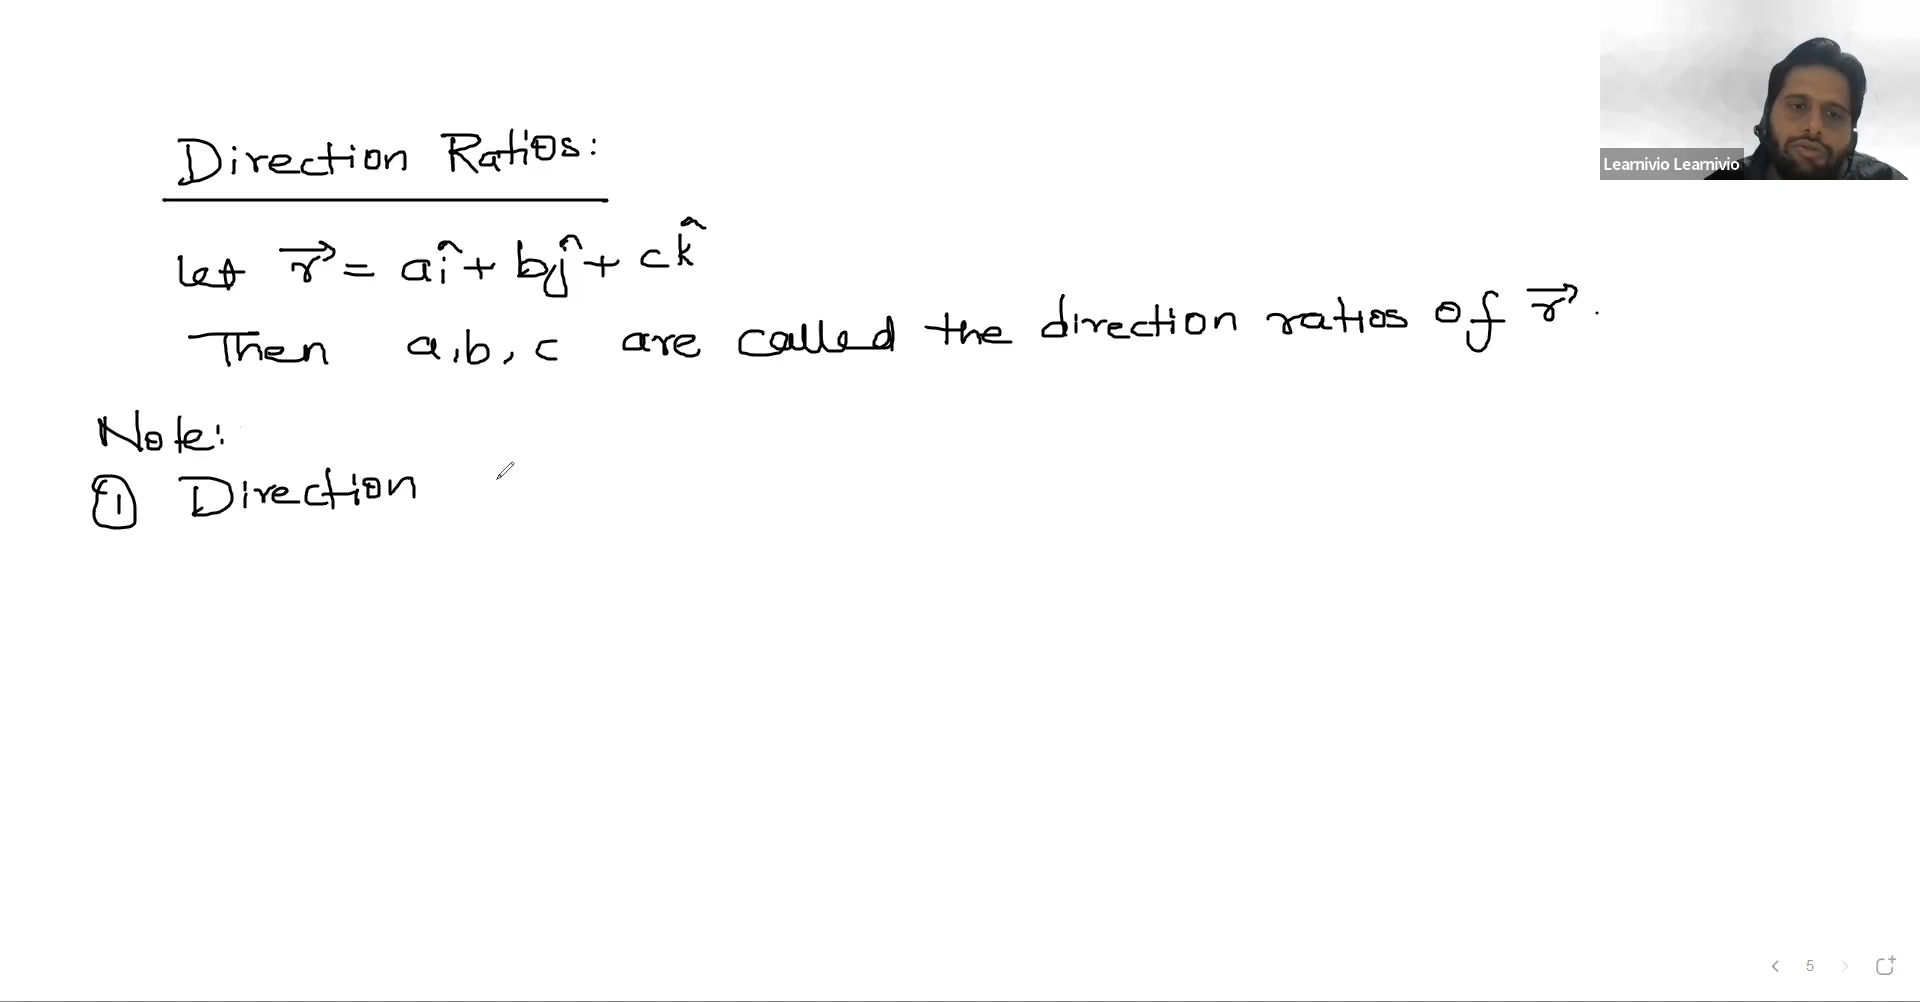 Direction Ratios:
Let r⃗ = aî + bĵ + ck̂
Then a, b, c are called the direction ratios of r⃗.
Note:
① Direction
Learnivio Learnivio
5